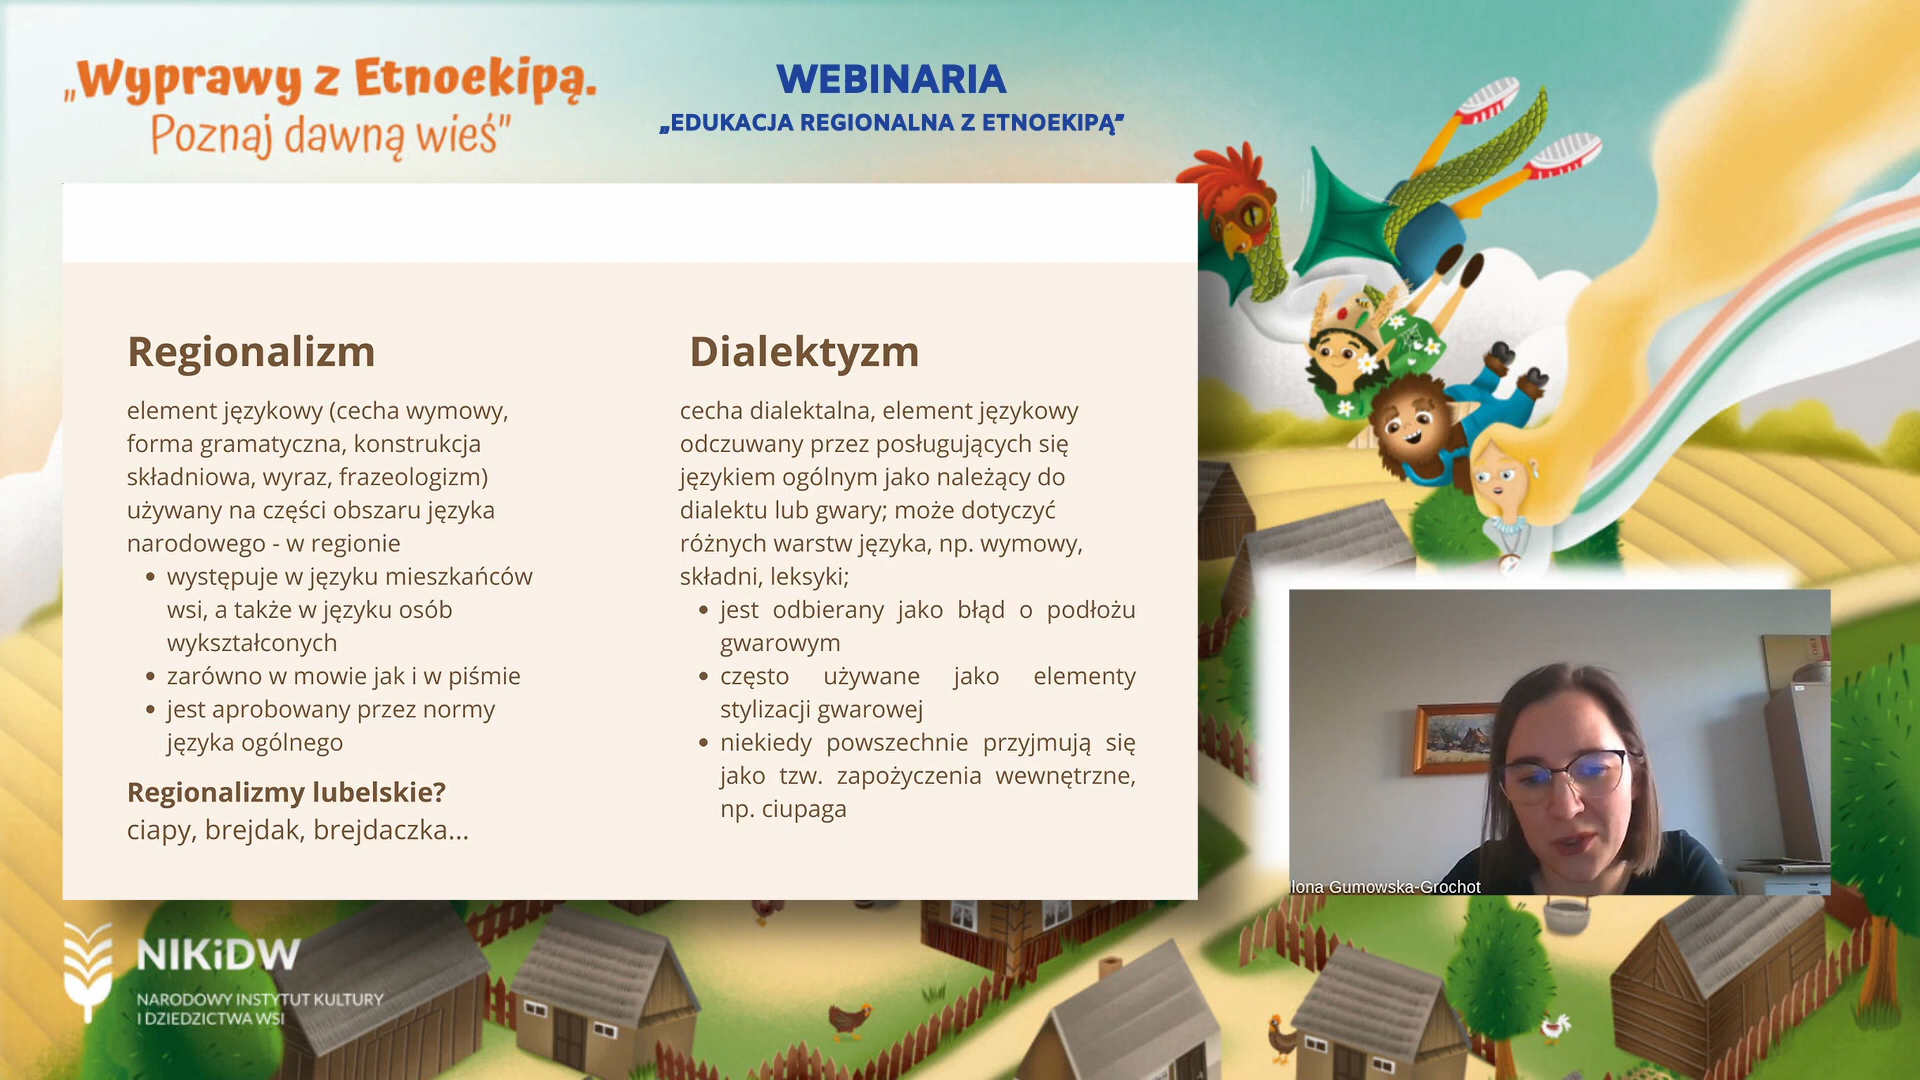 „Wyprawy z Etnoekipą.
Poznaj dawną wieś”
WEBINARIA
„EDUKACJA REGIONALNA Z ETNOEKIPĄ”
Regionalizm
element językowy (cecha wymowy,
forma gramatyczna, konstrukcja
składniowa, wyraz, frazeologizm)
używany na części obszaru języka
narodowego - w regionie
• występuje w języku mieszkańców
wsi, a także w języku osób
wykształconych
• zarówno w mowie jak i w piśmie
• jest aprobowany przez normy
języka ogólnego
Regionalizmy lubelskie?
ciapy, brejdak, brejdaczka...
Dialektyzm
cecha dialektalna, element językowy
odczuwany przez posługujących się
językiem ogólnym jako należący do
dialektu lub gwary; może dotyczyć
różnych warstw języka, np. wymowy,
składni, leksyki;
• jest odbierany jako błąd o podłożu
gwarowym
• często używane jako elementy
stylizacji gwarowej
• niekiedy powszechnie przyjmują się
jako tzw. zapożyczenia wewnętrzne,
np. ciupaga
Ilona Gumowska-Grochot
NIKiDW
NARODOWY INSTYTUT KULTURY
I DZIEDZICTWA WSI